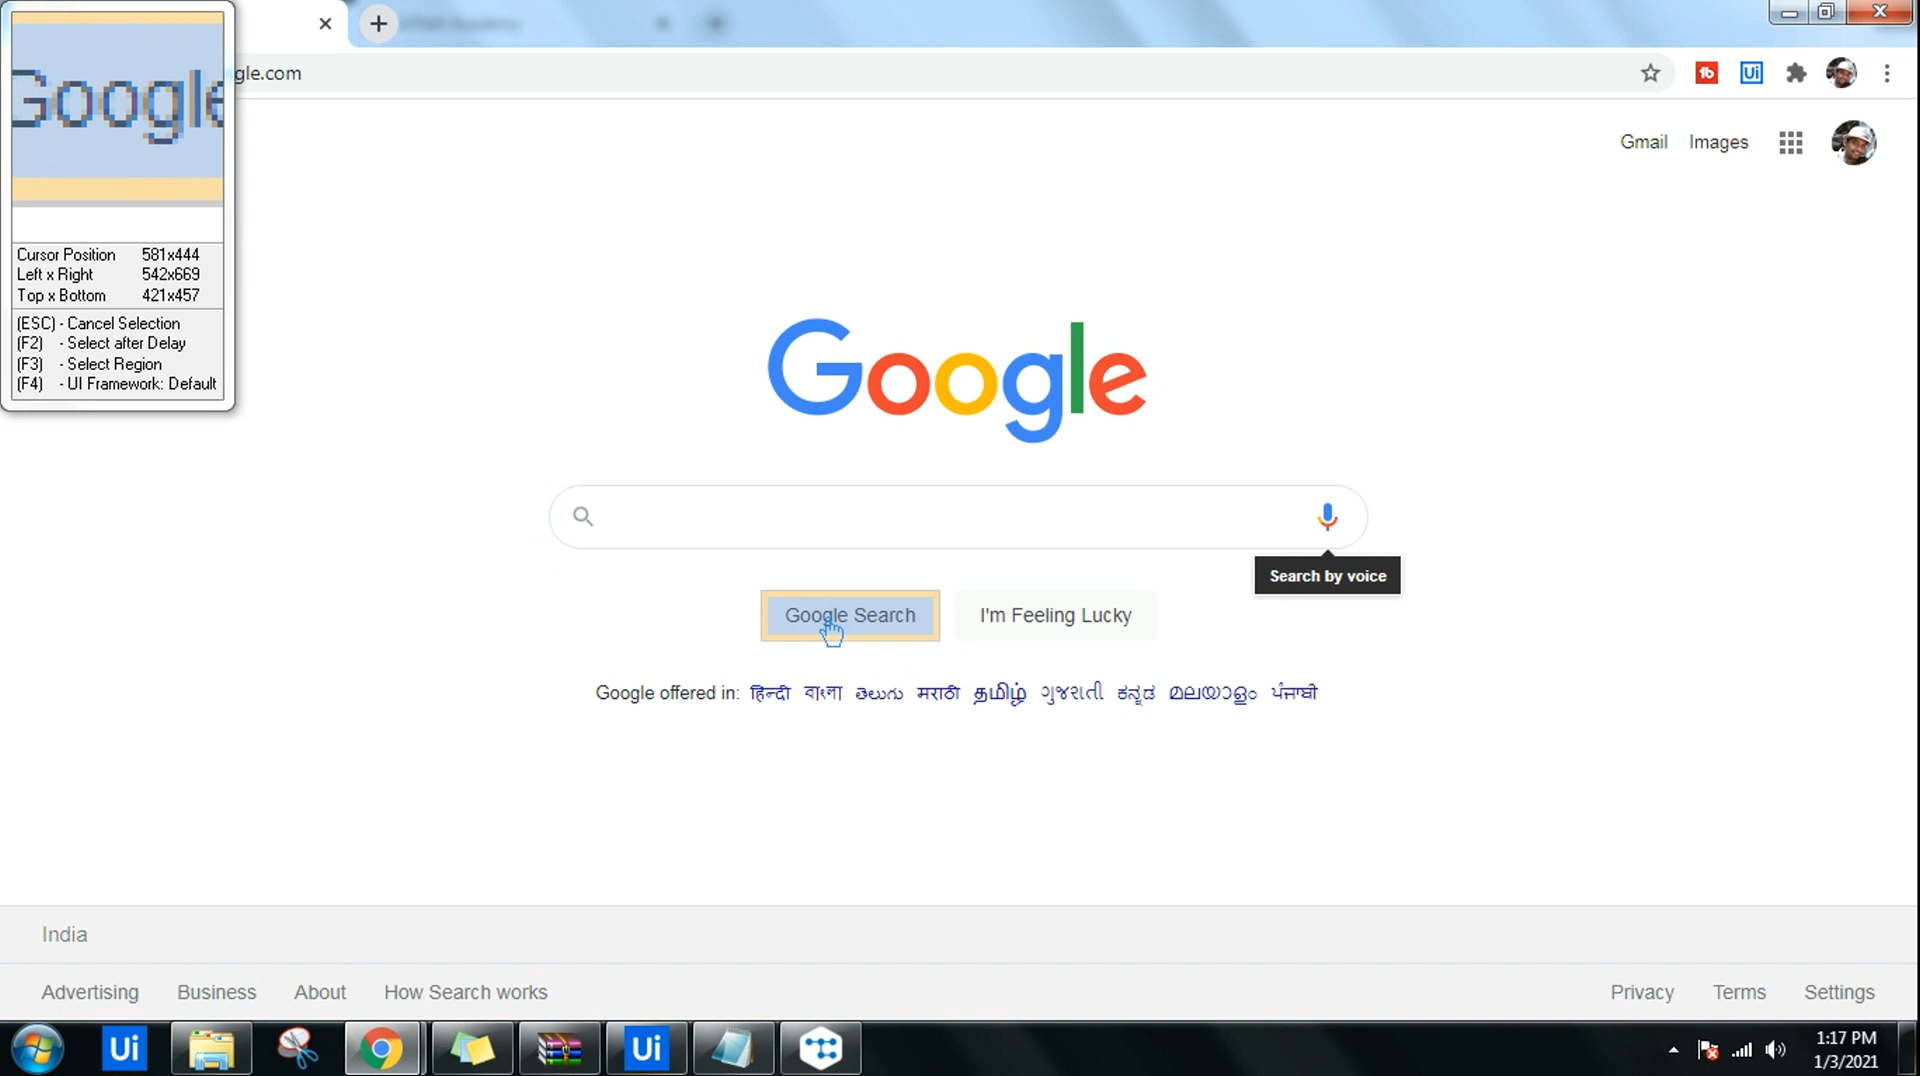 Google
gle.com
Ui
Cursor Position 581x444
Left x Right 542x669
Top x Bottom 421x457
(ESC) - Cancel Selection
(F2) - Select after Delay
(F3) - Select Region
(F4) - UI Framework: Default
Gmail Images
Google
Search by voice
Google Search I'm Feeling Lucky
Google offered in: हिन्दी বাংলা తెలుగు मराठी தமிழ் ગુજરાતી ಕನ್ನಡ മലയാളം ਪੰਜਾਬੀ
India
Advertising Business About How Search works Privacy Terms Settings
Ui Ui 1:17 PM
1/3/2021